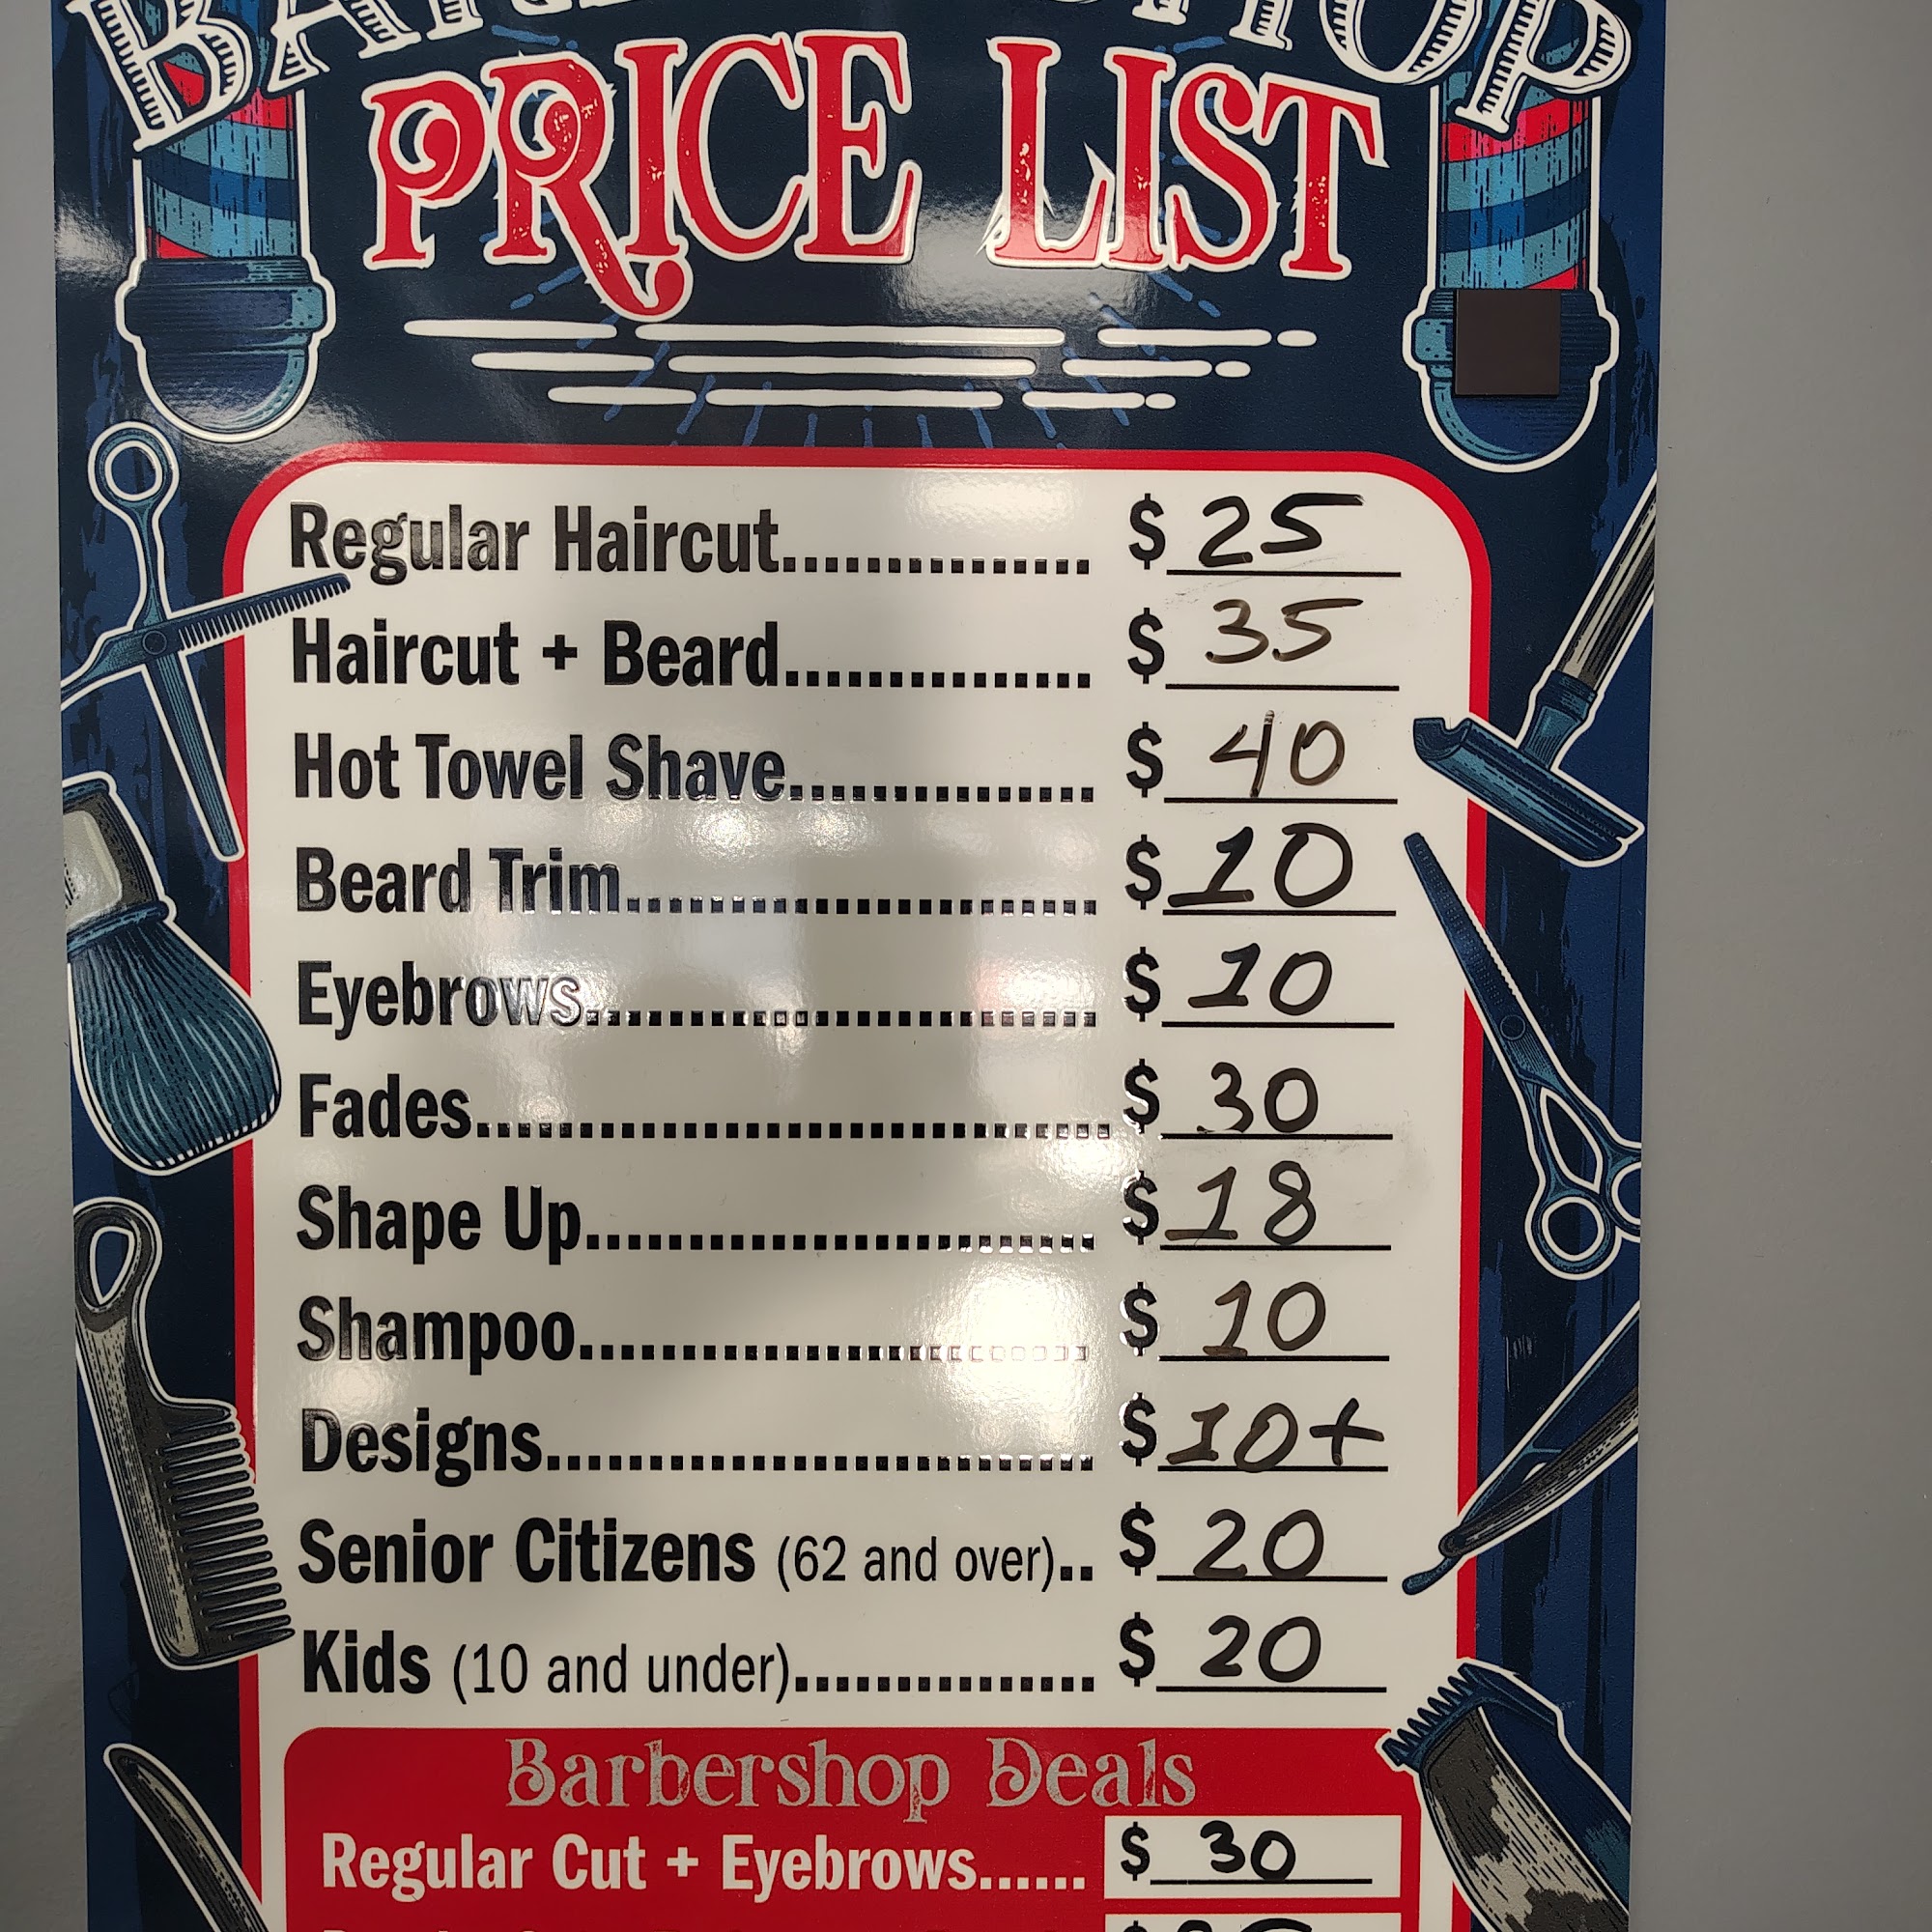 PRICE LIST
Regular Haircut............... $ 25
Haircut + Beard............... $ 35
Hot Towel Shave............... $ 40
Beard Trim....................... $ 10
Eyebrows......................... $ 10
Fades............................... $ 30
Shape Up......................... $ 18
Shampoo......................... $ 10
Designs........................... $ 10+
Senior Citizens (62 and over).. $ 20
Kids (10 and under)............... $ 20
Barbershop Deals
Regular Cut + Eyebrows...... $ 30